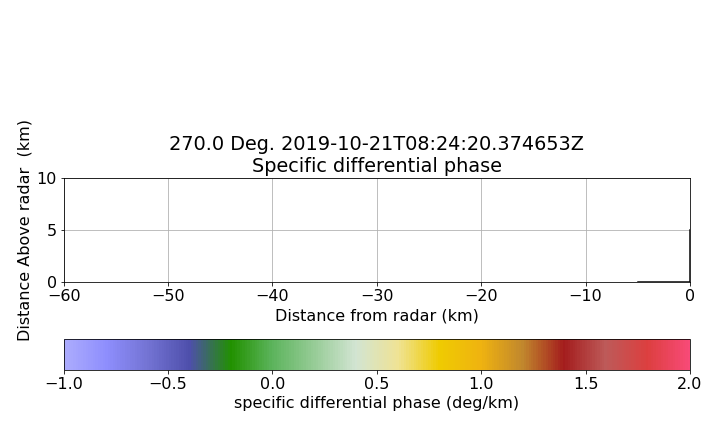 270.0 Deg. 2019-10-21T08:24:20.374653Z
Specific differential phase
Distance Above radar  (km)
10
5
0
−60 −50 −40 −30 −20 −10 0
Distance from radar (km)
−1.0 −0.5 0.0 0.5 1.0 1.5 2.0
specific differential phase (deg/km)